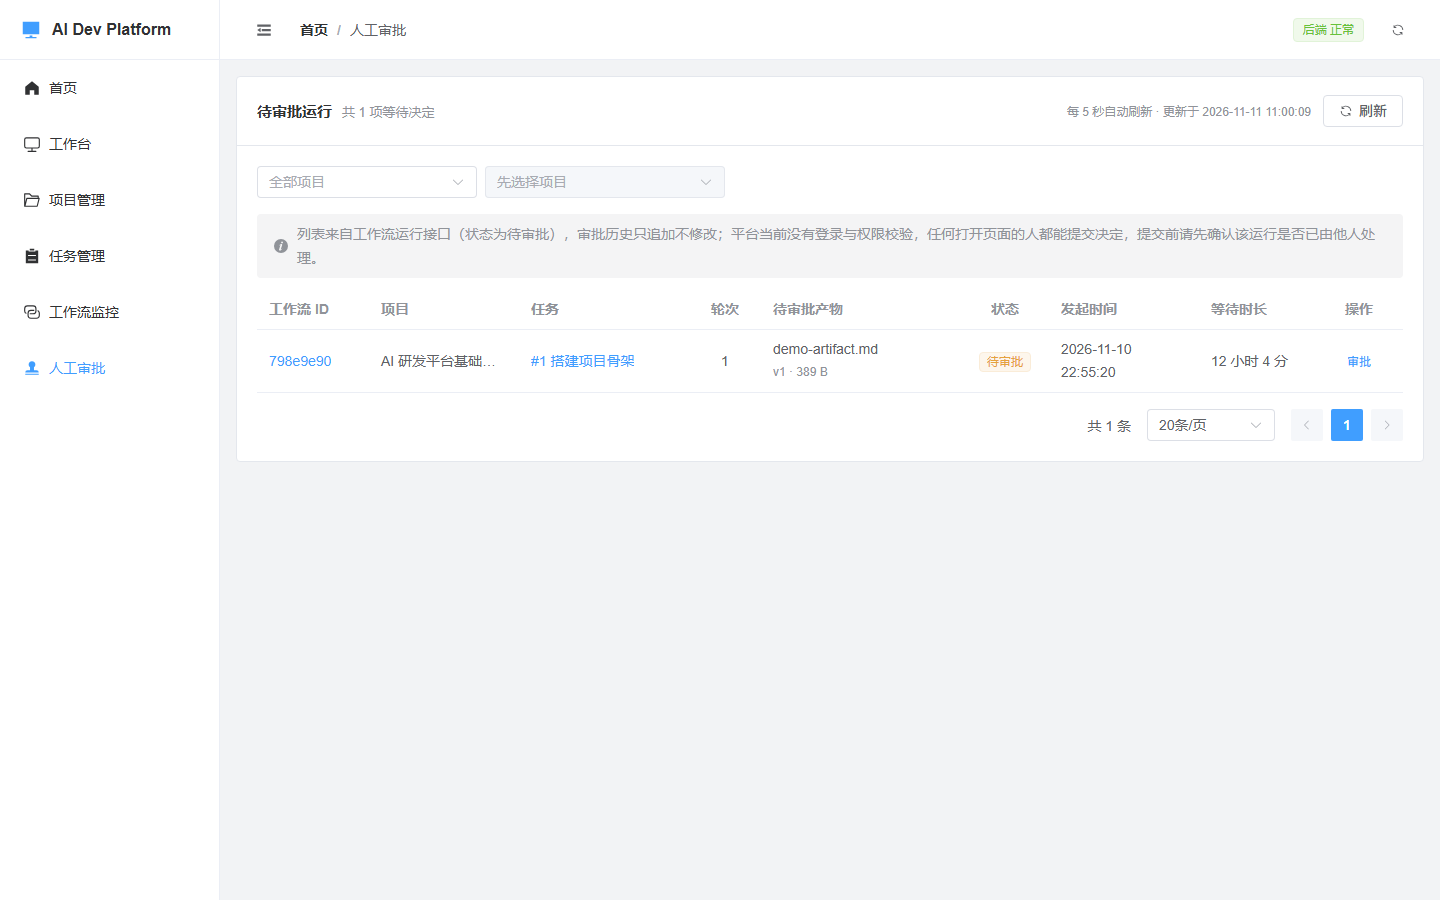 AI Dev Platform
首页 / 人工审批
后端 正常
首页
工作台
项目管理
任务管理
工作流监控
人工审批
待审批运行 共 1 项等待决定
每 5 秒自动刷新 · 更新于 2026-11-11 11:00:09
刷新
全部项目
先选择项目
列表来自工作流运行接口（状态为待审批），审批历史只追加不修改；平台当前没有登录与权限校验，任何打开页面的人都能提交决定，提交前请先确认该运行是否已由他人处
理。
工作流 ID 项目 任务 轮次 待审批产物 状态 发起时间 等待时长 操作
798e9e90 AI 研发平台基础... #1 搭建项目骨架 1 demo-artifact.md v1 · 389 B 待审批 2026-11-10 22:55:20 12 小时 4 分 审批
共 1 条 20条/页 1